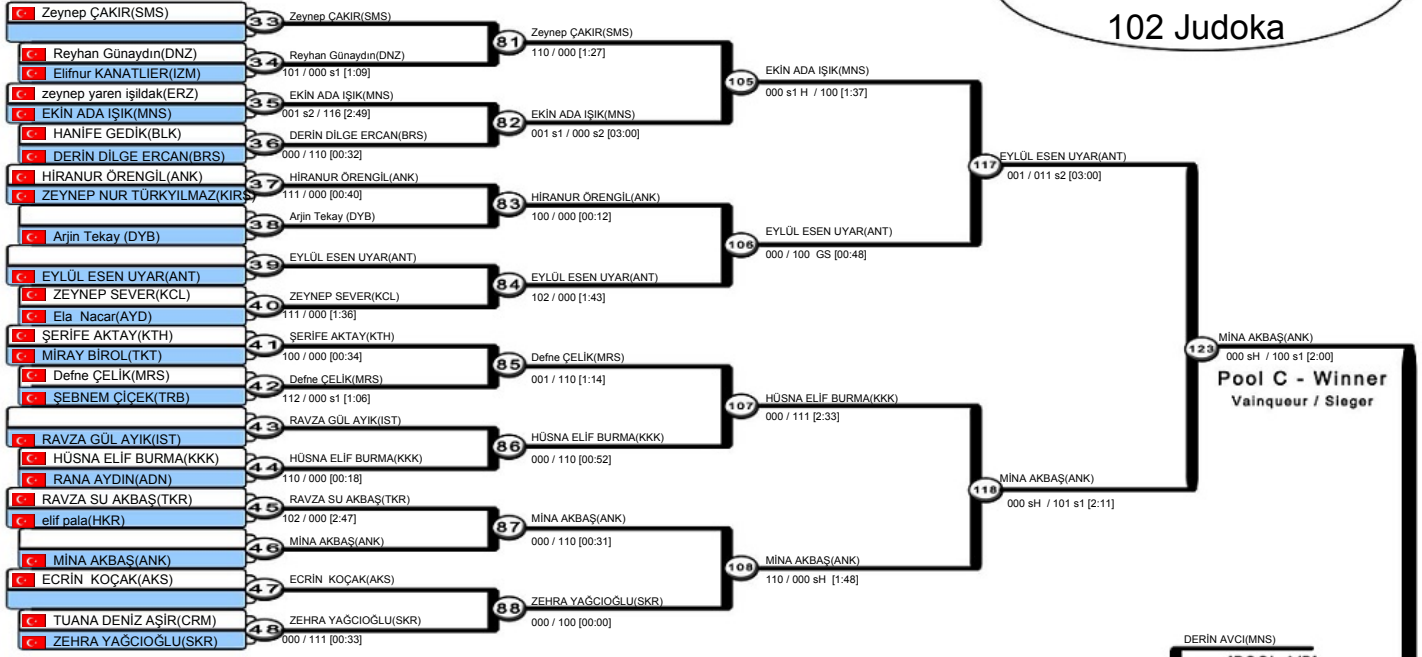 102 Judoka
Zeynep ÇAKIR(SMS)
Reyhan Günaydın(DNZ)
Elifnur KANATLIER(IZM)
zeynep yaren işildak(ERZ)
EKİN ADA IŞIK(MNS)
HANİFE GEDİK(BLK)
DERİN DİLGE ERCAN(BRS)
HİRANUR ÖRENGİL(ANK)
ZEYNEP NUR TÜRKYILMAZ(KIRS)
Arjin Tekay (DYB)
EYLÜL ESEN UYAR(ANT)
ZEYNEP SEVER(KCL)
Ela Nacar(AYD)
ŞERİFE AKTAY(KTH)
MİRAY BİROL(TKT)
Defne ÇELİK(MRS)
ŞEBNEM ÇİÇEK(TRB)
RAVZA GÜL AYIK(IST)
HÜSNA ELİF BURMA(KKK)
RANA AYDIN(ADN)
RAVZA SU AKBAŞ(TKR)
elif pala(HKR)
MİNA AKBAŞ(ANK)
ECRİN KOÇAK(AKS)
TUANA DENİZ AŞİR(CRM)
ZEHRA YAĞCIOĞLU(SKR)
33 Zeynep ÇAKIR(SMS)
34 Reyhan Günaydın(DNZ)
101 / 000 s1 [1:09]
35 EKİN ADA IŞIK(MNS)
001 s2 / 116 [2:49]
36 DERİN DİLGE ERCAN(BRS)
000 / 110 [00:32]
37 HİRANUR ÖRENGİL(ANK)
111 / 000 [00:40]
38 Arjin Tekay (DYB)
39 EYLÜL ESEN UYAR(ANT)
40 ZEYNEP SEVER(KCL)
111 / 000 [1:36]
41 ŞERİFE AKTAY(KTH)
100 / 000 [00:34]
42 Defne ÇELİK(MRS)
112 / 000 s1 [1:06]
43 RAVZA GÜL AYIK(IST)
44 HÜSNA ELİF BURMA(KKK)
110 / 000 [00:18]
45 RAVZA SU AKBAŞ(TKR)
102 / 000 [2:47]
46 MİNA AKBAŞ(ANK)
47 ECRİN KOÇAK(AKS)
48 ZEHRA YAĞCIOĞLU(SKR)
000 / 111 [00:33]
81 Zeynep ÇAKIR(SMS)
110 / 000 [1:27]
82 EKİN ADA IŞIK(MNS)
001 s1 / 000 s2 [03:00]
83 HİRANUR ÖRENGİL(ANK)
100 / 000 [00:12]
84 EYLÜL ESEN UYAR(ANT)
102 / 000 [1:43]
85 Defne ÇELİK(MRS)
001 / 110 [1:14]
86 HÜSNA ELİF BURMA(KKK)
000 / 110 [00:52]
87 MİNA AKBAŞ(ANK)
000 / 110 [00:31]
88 ZEHRA YAĞCIOĞLU(SKR)
000 / 100 [00:00]
105 EKİN ADA IŞIK(MNS)
000 s1 H / 100 [1:37]
106 EYLÜL ESEN UYAR(ANT)
000 / 100 GS [00:48]
107 HÜSNA ELİF BURMA(KKK)
000 / 111 [2:33]
108 MİNA AKBAŞ(ANK)
110 / 000 sH [1:48]
117 EYLÜL ESEN UYAR(ANT)
001 / 011 s2 [03:00]
118 MİNA AKBAŞ(ANK)
000 sH / 101 s1 [2:11]
123 MİNA AKBAŞ(ANK)
000 sH / 100 s1 [2:00]
Pool C - Winner
Vainqueur / Sieger
DERİN AVCI(MNS)